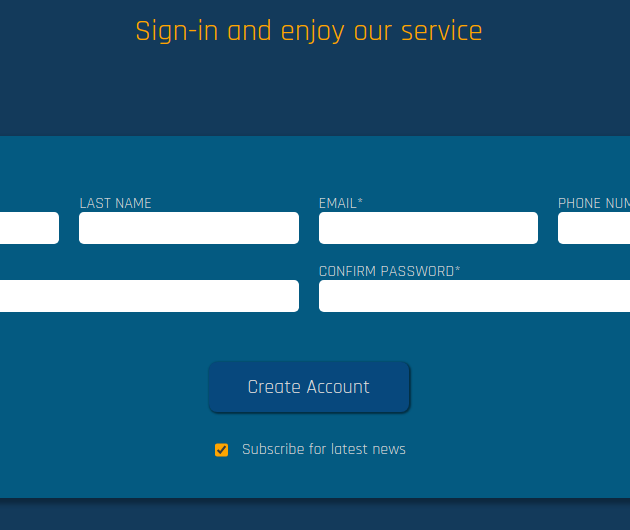 Sign-in and enjoy our service
LAST NAME
EMAIL*
PHONE NUM
CONFIRM PASSWORD*
Create Account
Subscribe for latest news